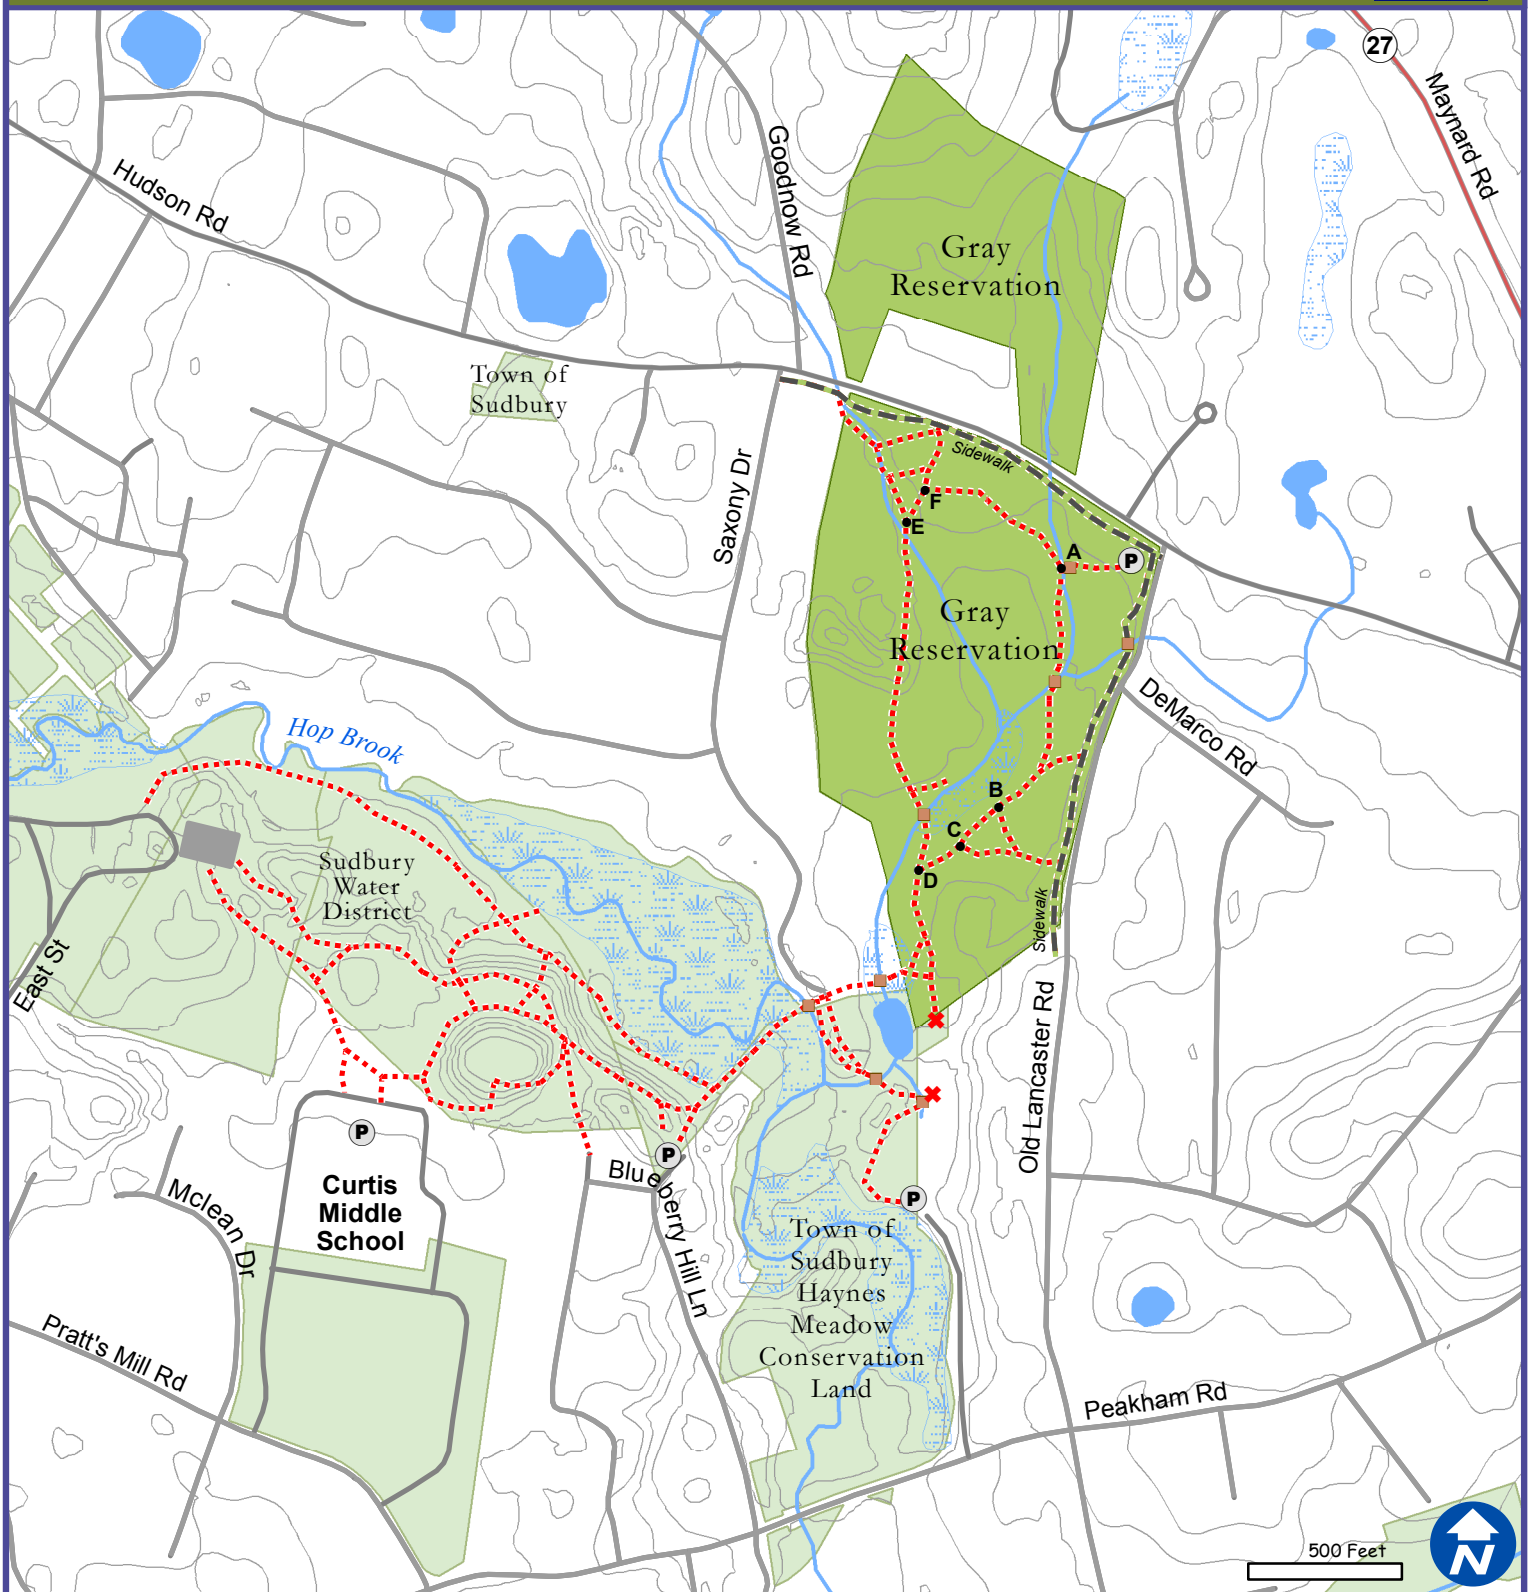 27
Maynard Rd
Goodnow Rd
Hudson Rd
Gray
Reservation
Town of
Sudbury
Sidewalk
Saxony Dr
F
E
A
P
Gray
Reservation
DeMarco Rd
Hop Brook
B
C
D
Sudbury
Water
District
Sidewalk
East St
Old Lancaster Rd
P
P
Blueberry Hill Ln
P
Curtis
Middle
School
Mclean Dr
Town of
Sudbury
Haynes
Meadow
Conservation
Land
Pratt's Mill Rd
Peakham Rd
500 Feet
N